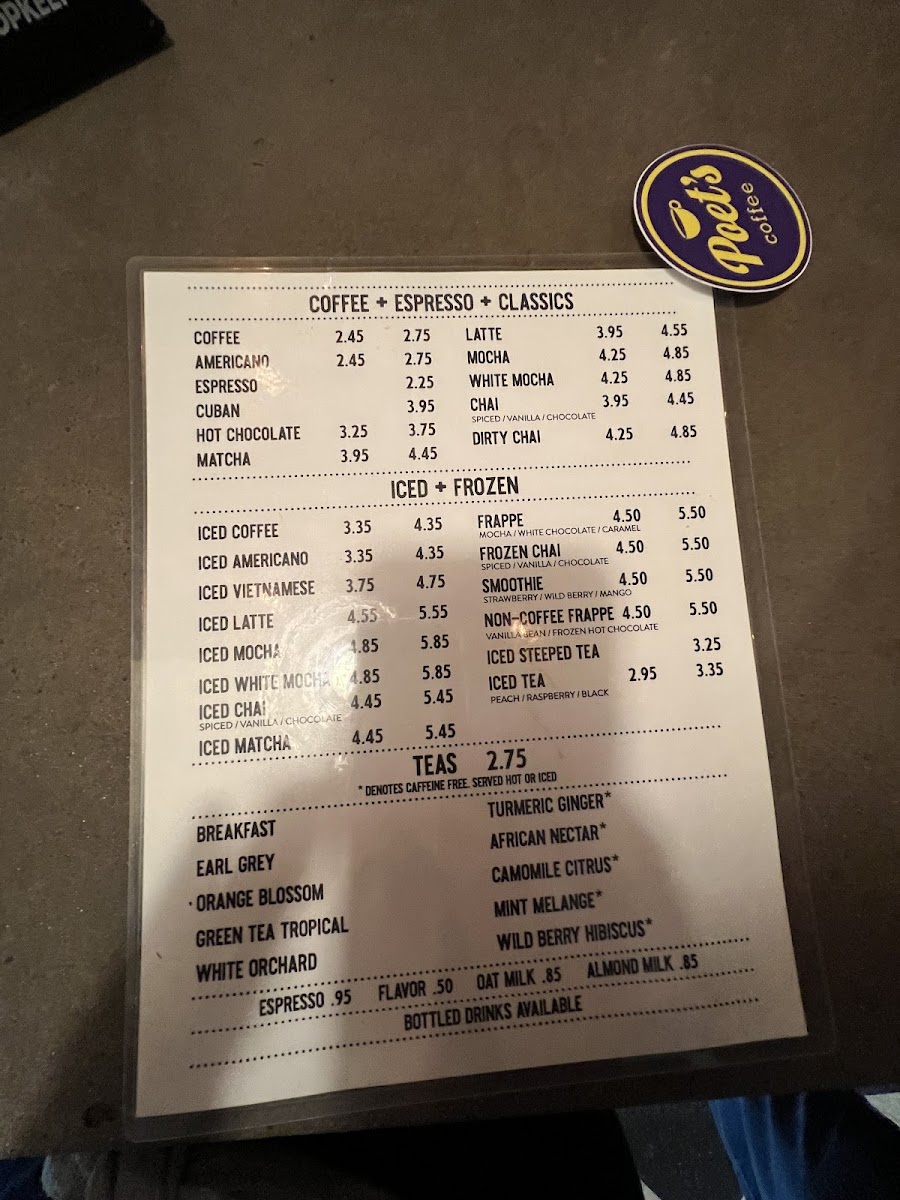 Poet's
coffee
COFFEE + ESPRESSO + CLASSICS
COFFEE 2.45 2.75
AMERICANO 2.45 2.75
ESPRESSO 2.25
CUBAN 3.95
HOT CHOCOLATE 3.25 3.75
MATCHA 3.95 4.45
LATTE 3.95 4.55
MOCHA 4.25 4.85
WHITE MOCHA 4.25 4.85
CHAI 3.95 4.45
SPICED / VANILLA / CHOCOLATE
DIRTY CHAI 4.25 4.85
ICED + FROZEN
ICED COFFEE 3.35 4.35
ICED AMERICANO 3.35 4.35
ICED VIETNAMESE 3.75 4.75
ICED LATTE 4.55 5.55
ICED MOCHA 4.85 5.85
ICED WHITE MOCHA 4.85 5.85
ICED CHAI 4.45 5.45
SPICED / VANILLA / CHOCOLATE
ICED MATCHA 4.45 5.45
FRAPPE 4.50 5.50
MOCHA / WHITE CHOCOLATE / CARAMEL
FROZEN CHAI 4.50 5.50
SPICED / VANILLA / CHOCOLATE
SMOOTHIE 4.50 5.50
STRAWBERRY / WILD BERRY / MANGO
NON-COFFEE FRAPPE 4.50 5.50
VANILLA BEAN / FROZEN HOT CHOCOLATE
ICED STEEPED TEA 3.25
ICED TEA 2.95 3.35
PEACH / RASPBERRY / BLACK
TEAS 2.75
* DENOTES CAFFEINE FREE. SERVED HOT OR ICED
BREAKFAST
EARL GREY
ORANGE BLOSSOM
GREEN TEA TROPICAL
WHITE ORCHARD
TURMERIC GINGER*
AFRICAN NECTAR*
CAMOMILE CITRUS*
MINT MELANGE*
WILD BERRY HIBISCUS*
ESPRESSO .95 FLAVOR .50 OAT MILK .85 ALMOND MILK .85
BOTTLED DRINKS AVAILABLE